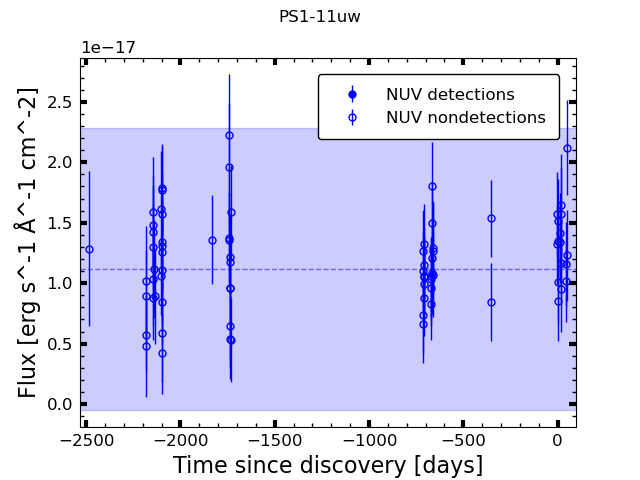 PS1-11uw
1e−17
NUV detections
NUV nondetections
2.5
2.0
1.5
1.0
0.5
0.0
Flux [erg s^-1 Å^-1 cm^-2]
−2500 −2000 −1500 −1000 −500 0
Time since discovery [days]